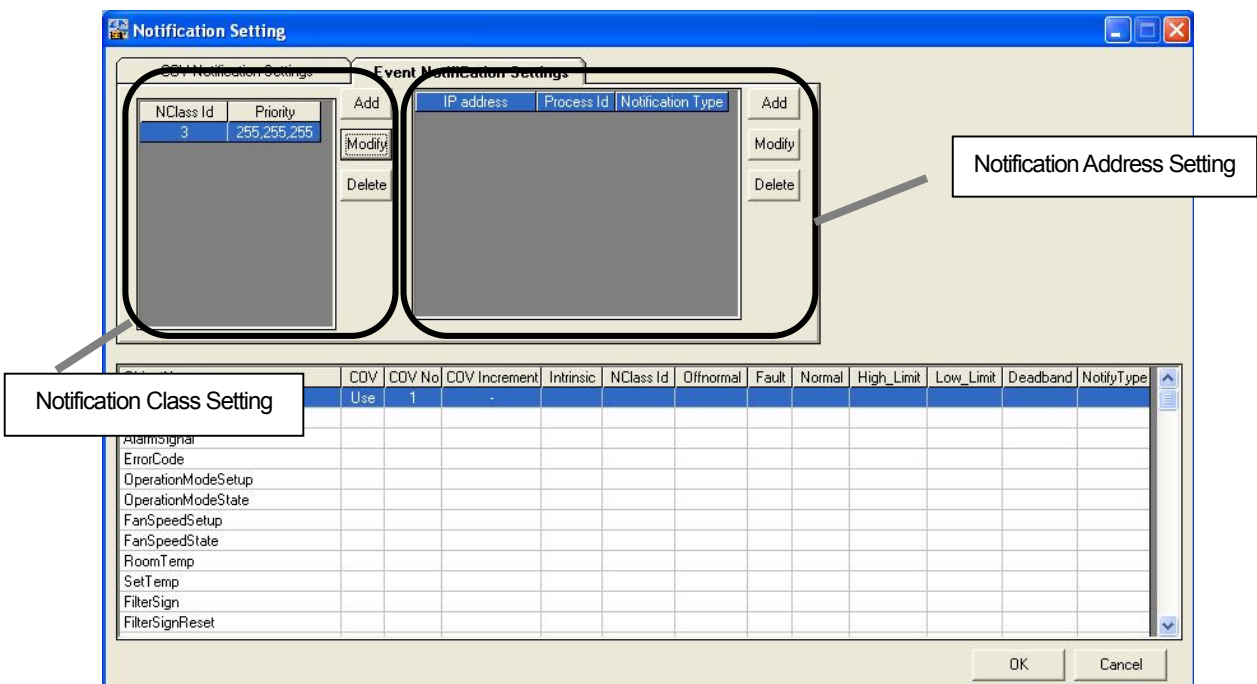 Notification Setting
COV Notification Settings
Event Notification Settings
NClass Id Priority
3 255,255,255
Add
Modify
Delete
IP address Process Id Notification Type
Add
Modify
Delete
Notification Address Setting
Notification Class Setting
COV COV No COV Increment Intrinsic NClass Id Offnormal Fault Normal High_Limit Low_Limit Deadband NotifyType
Use 1 -
AlarmSignal
ErrorCode
OperationModeSetup
OperationModeState
FanSpeedSetup
FanSpeedState
RoomTemp
SetTemp
FilterSign
FilterSignReset
OK Cancel